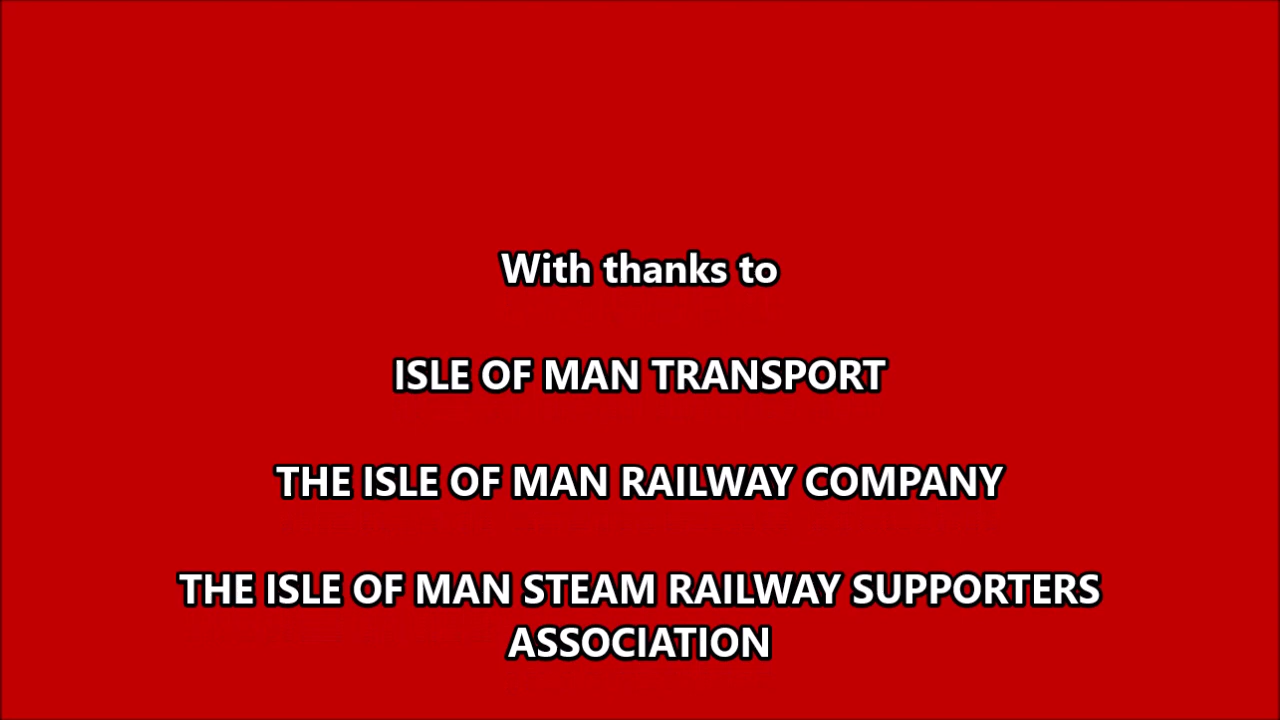 With thanks to
ISLE OF MAN TRANSPORT
THE ISLE OF MAN RAILWAY COMPANY
THE ISLE OF MAN STEAM RAILWAY SUPPORTERS
ASSOCIATION